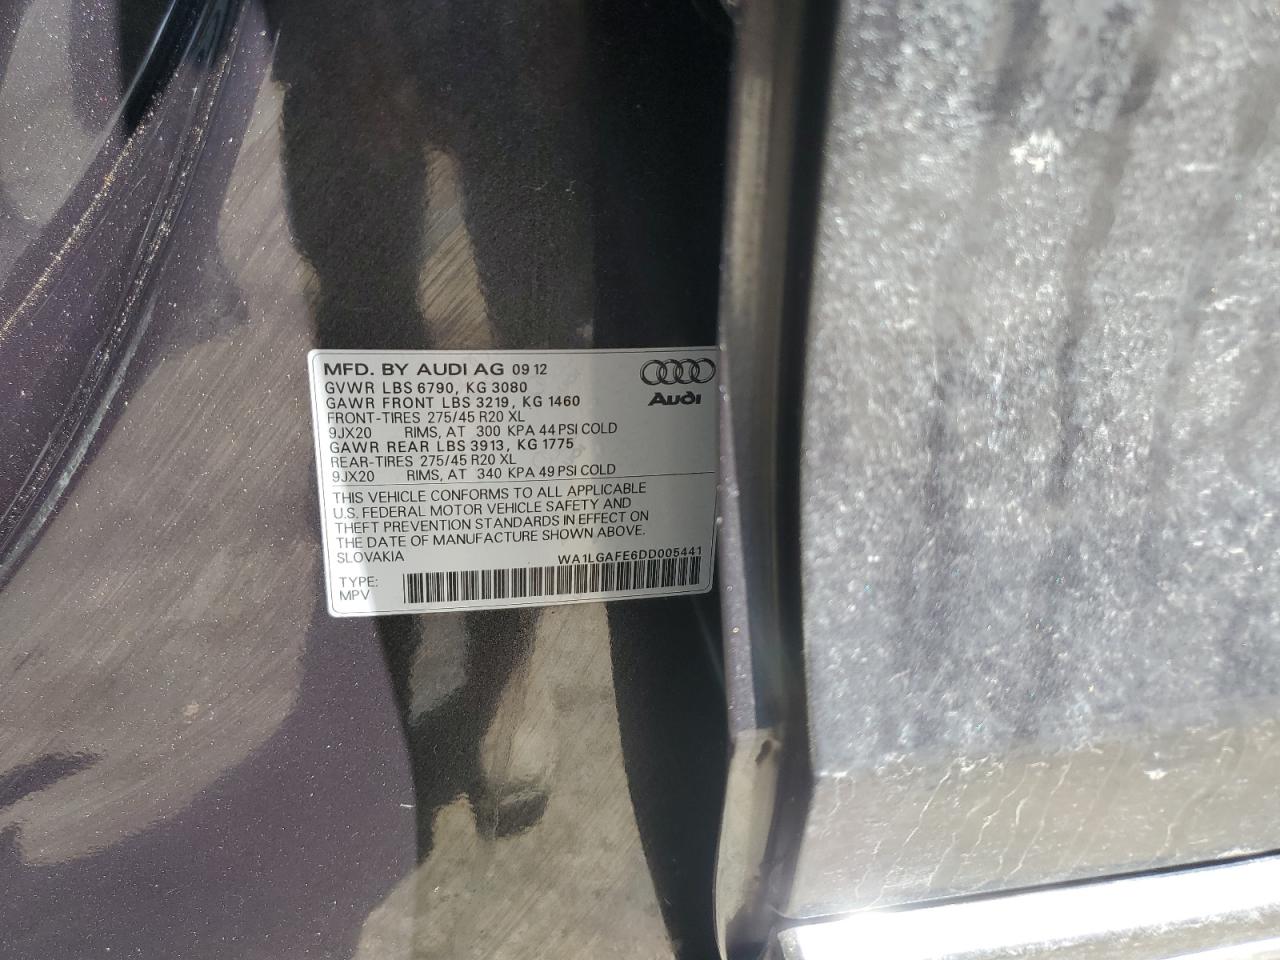 MFD. BY AUDI AG 09 12
GVWR LBS 6790, KG 3080
GAWR FRONT LBS 3219, KG 1460
FRONT-TIRES 275/45 R20 XL
9JX20 RIMS, AT 300 KPA 44 PSI COLD
GAWR REAR LBS 3913, KG 1775
REAR-TIRES 275/45 R20 XL
9JX20 RIMS, AT 340 KPA 49 PSI COLD
Audi
THIS VEHICLE CONFORMS TO ALL APPLICABLE
U.S. FEDERAL MOTOR VEHICLE SAFETY AND
THEFT PREVENTION STANDARDS IN EFFECT ON
THE DATE OF MANUFACTURE SHOWN ABOVE.
SLOVAKIA WA1LGAFE6DD005441
TYPE:
MPV